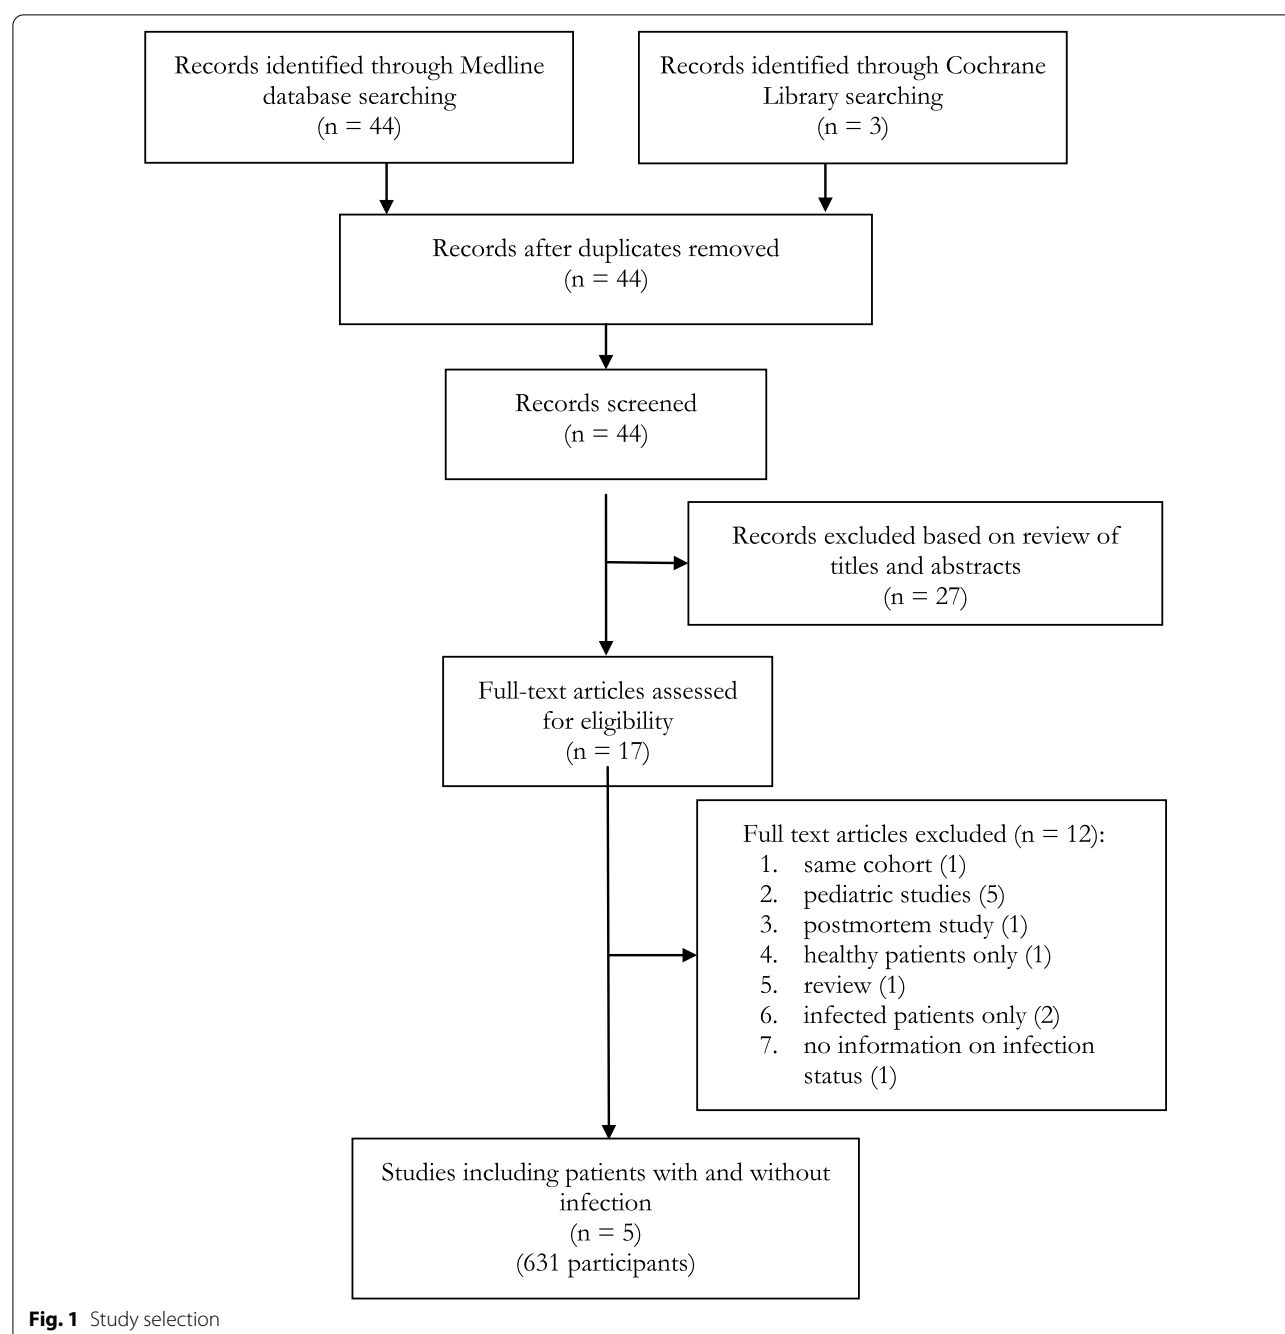 Records identified through Medline
database searching
(n = 44)
Records identified through Cochrane
Library searching
(n = 3)
Records after duplicates removed
(n = 44)
Records screened
(n = 44)
Records excluded based on review of
titles and abstracts
(n = 27)
Full-text articles assessed
for eligibility
(n = 17)
Full text articles excluded (n = 12):
1. same cohort (1)
2. pediatric studies (5)
3. postmortem study (1)
4. healthy patients only (1)
5. review (1)
6. infected patients only (2)
7. no information on infection
status (1)
Studies including patients with and without
infection
(n = 5)
(631 participants)
Fig. 1 Study selection